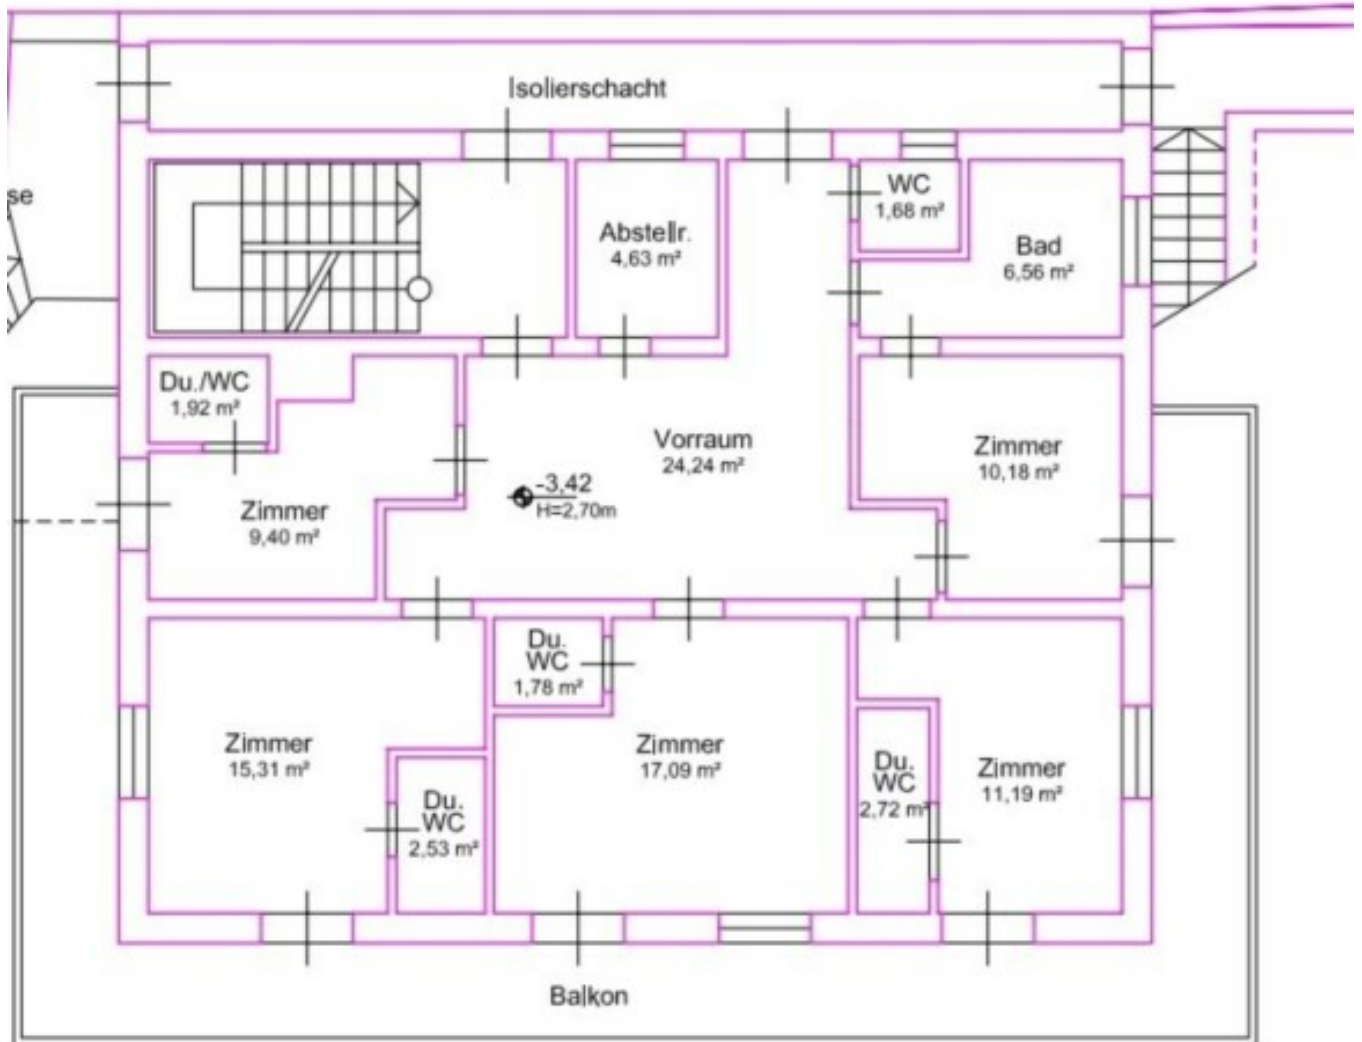 Isolierschacht
se
WC
1,68 m²
Abstellr.
4,63 m²
Bad
6,56 m²
Du./WC
1,92 m²
Vorraum
24,24 m²
Zimmer
10,18 m²
-3,42
H=2,70m
Zimmer
9,40 m²
Du.
WC
1,78 m²
Zimmer
15,31 m²
Zimmer
17,09 m²
Du.
WC
2,72 m²
Zimmer
11,19 m²
Du.
WC
2,53 m²
Balkon